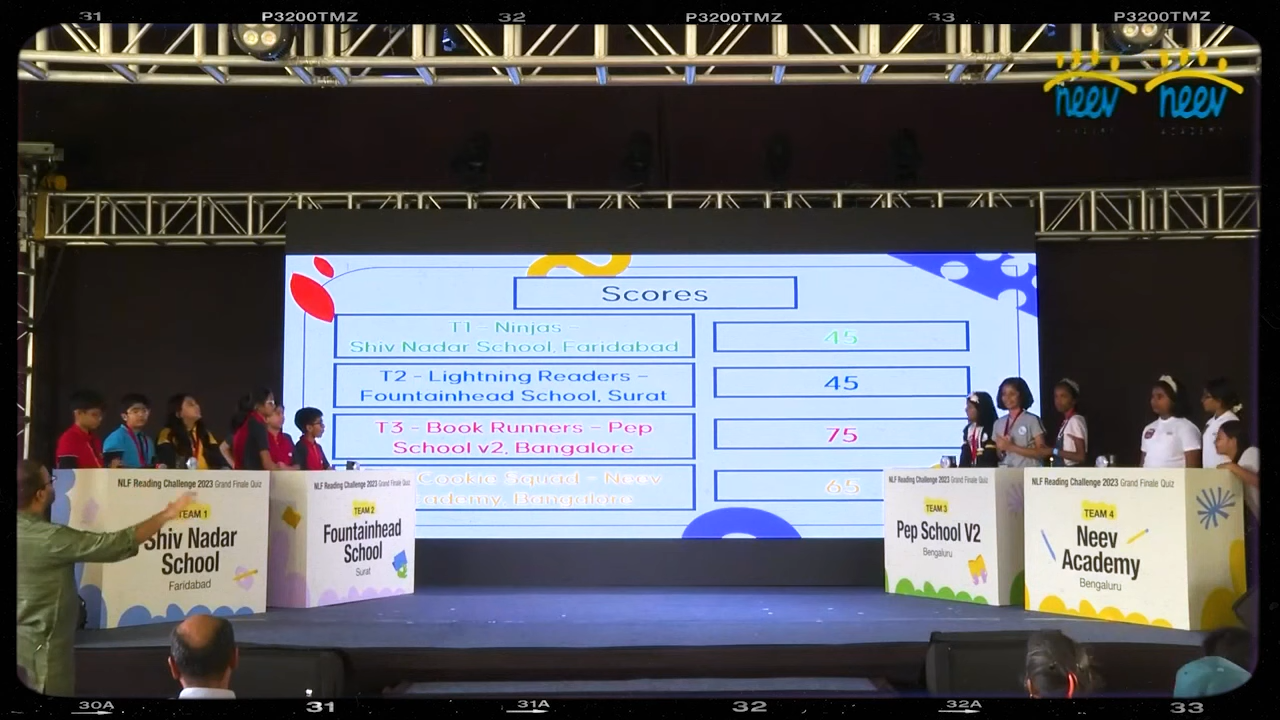 31 P3200TMZ 32 P3200TMZ 33 P3200TMZ
neev neev
ACADEMY
Scores
T1 - Ninjas -
Shiv Nadar School, Faridabad
45
T2 - Lightning Readers -
Fountainhead School, Surat
45
T3 - Book Runners - Pep
School v2, Bangalore
75
Cookie Squad - Neev
Bangalore
65
NLF Reading Challenge 2023 Grand Finale Quiz
TEAM 1
Shiv Nadar
School
Faridabad
NLF Reading Challenge 2023 Grand Finale Quiz
TEAM 2
Fountainhead
School
Surat
NLF Reading Challenge 2023 Grand Finale Quiz
TEAM 3
Pep School V2
Bengaluru
NLF Reading Challenge 2023 Grand Finale Quiz
TEAM 4
Neev
Academy
Bengaluru
30A 31 31A 32 32A 33